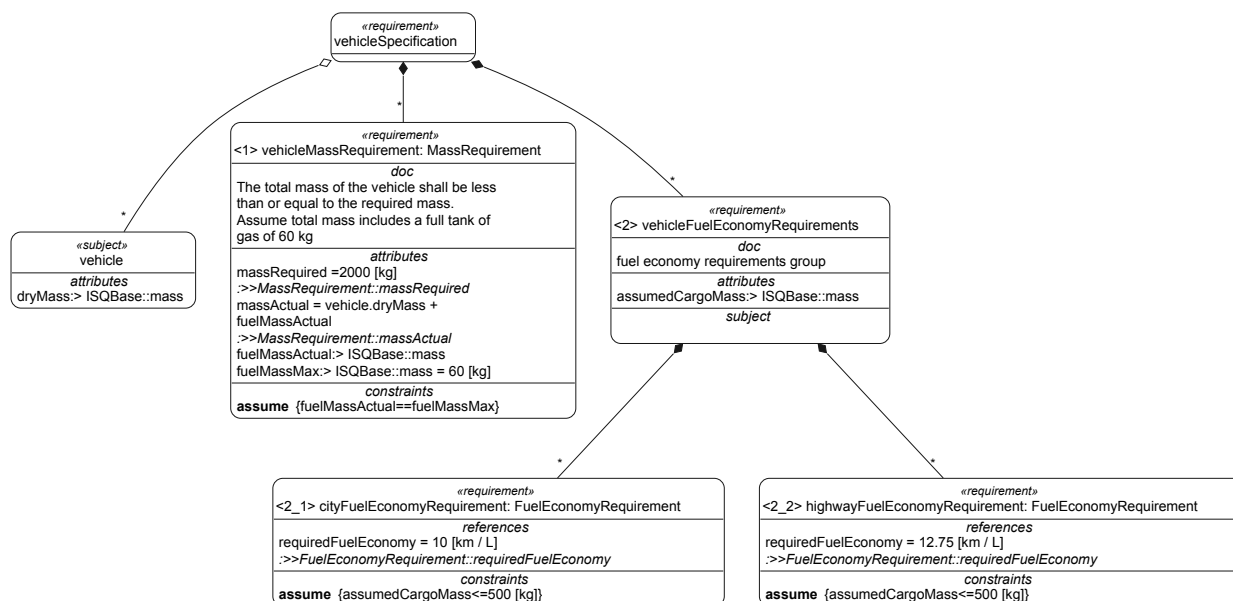 «requirement»
vehicleSpecification
*
*
*
«subject»
vehicle
attributes
dryMass:> ISQBase::mass
«requirement»
<1> vehicleMassRequirement: MassRequirement
doc
The total mass of the vehicle shall be less
than or equal to the required mass.
Assume total mass includes a full tank of
gas of 60 kg
attributes
massRequired =2000 [kg]
:>>MassRequirement::massRequired
massActual = vehicle.dryMass +
fuelMassActual
:>>MassRequirement::massActual
fuelMassActual:> ISQBase::mass
fuelMassMax:> ISQBase::mass = 60 [kg]
constraints
assume {fuelMassActual==fuelMassMax}
«requirement»
<2> vehicleFuelEconomyRequirements
doc
fuel economy requirements group
attributes
assumedCargoMass:> ISQBase::mass
subject
*
*
«requirement»
<2_1> cityFuelEconomyRequirement: FuelEconomyRequirement
references
requiredFuelEconomy = 10 [km / L]
:>>FuelEconomyRequirement::requiredFuelEconomy
constraints
assume {assumedCargoMass<=500 [kg]}
«requirement»
<2_2> highwayFuelEconomyRequirement: FuelEconomyRequirement
references
requiredFuelEconomy = 12.75 [km / L]
:>>FuelEconomyRequirement::requiredFuelEconomy
constraints
assume {assumedCargoMass<=500 [kg]}